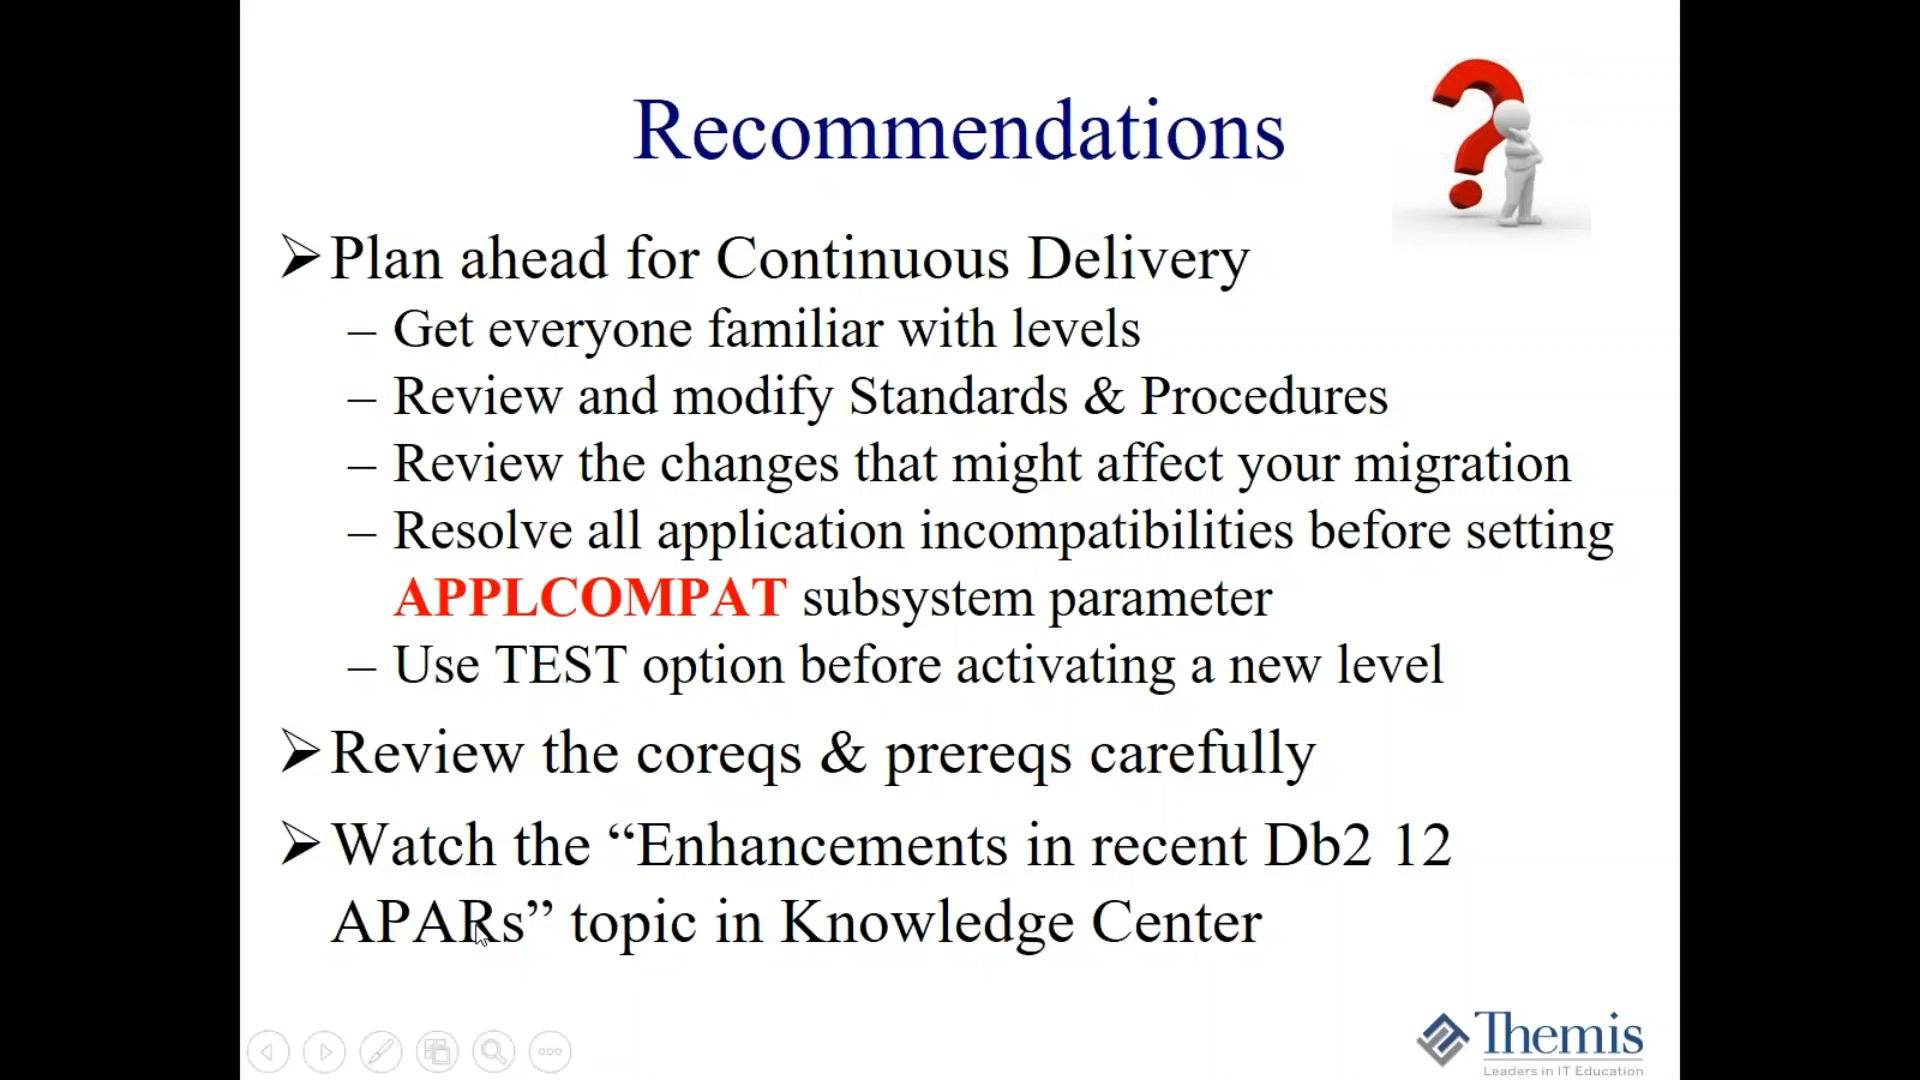 Recommendations
➢ Plan ahead for Continuous Delivery
– Get everyone familiar with levels
– Review and modify Standards & Procedures
– Review the changes that might affect your migration
– Resolve all application incompatibilities before setting
APPLCOMPAT subsystem parameter
– Use TEST option before activating a new level
➢ Review the coreqs & prereqs carefully
➢ Watch the “Enhancements in recent Db2 12
APARs” topic in Knowledge Center
Themis
Leaders in IT Education